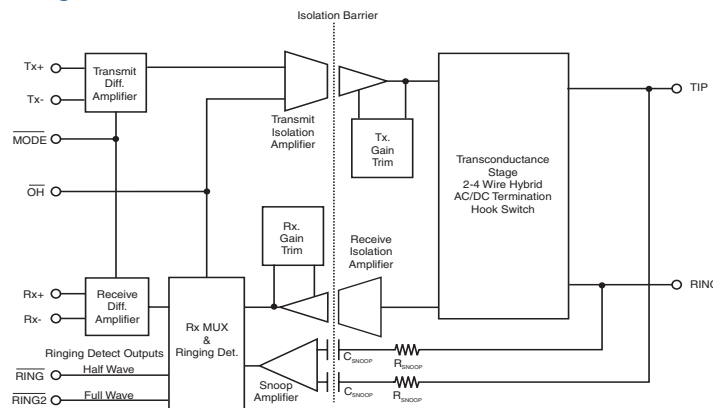 Isolation Barrier
Tx+
Tx-
Transmit
Diff.
Amplifier
MODE
OH
Transmit
Isolation
Amplifier
Tx.
Gain
Trim
Transconductance
Stage
2-4 Wire Hybrid
AC/DC Termination
Hook Switch
TIP
Rx.
Gain
Trim
Receive
Isolation
Amplifier
Rx+
Rx-
Receive
Diff.
Amplifier
Rx MUX
&
Ringing Det.
RING
Ringing Detect Outputs
RING
Half Wave
RING2
Full Wave
Snoop
Amplifier
CSNOOP
RSNOOP
CSNOOP
RSNOOP